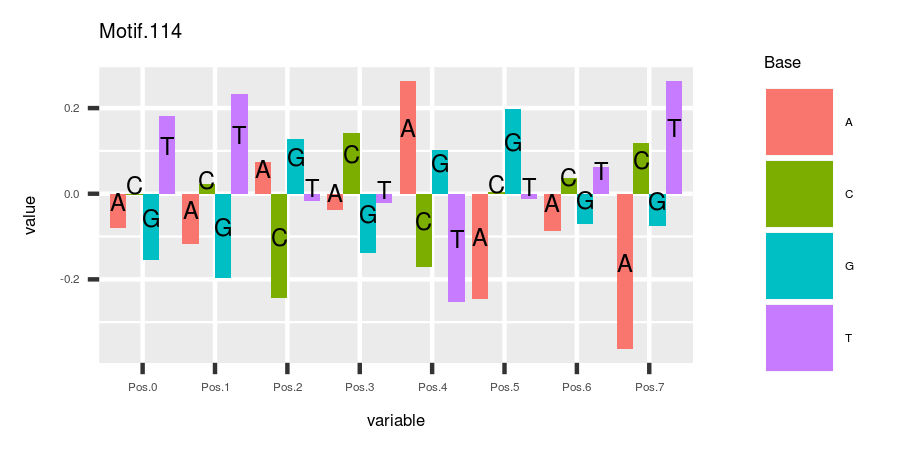 Motif.114
value
0.2
0.0
-0.2
A C G T A C G T A C G T A C G T A C G T A C G T A C G T A C G T
Pos.0 Pos.1 Pos.2 Pos.3 Pos.4 Pos.5 Pos.6 Pos.7
variable
Base
A
C
G
T